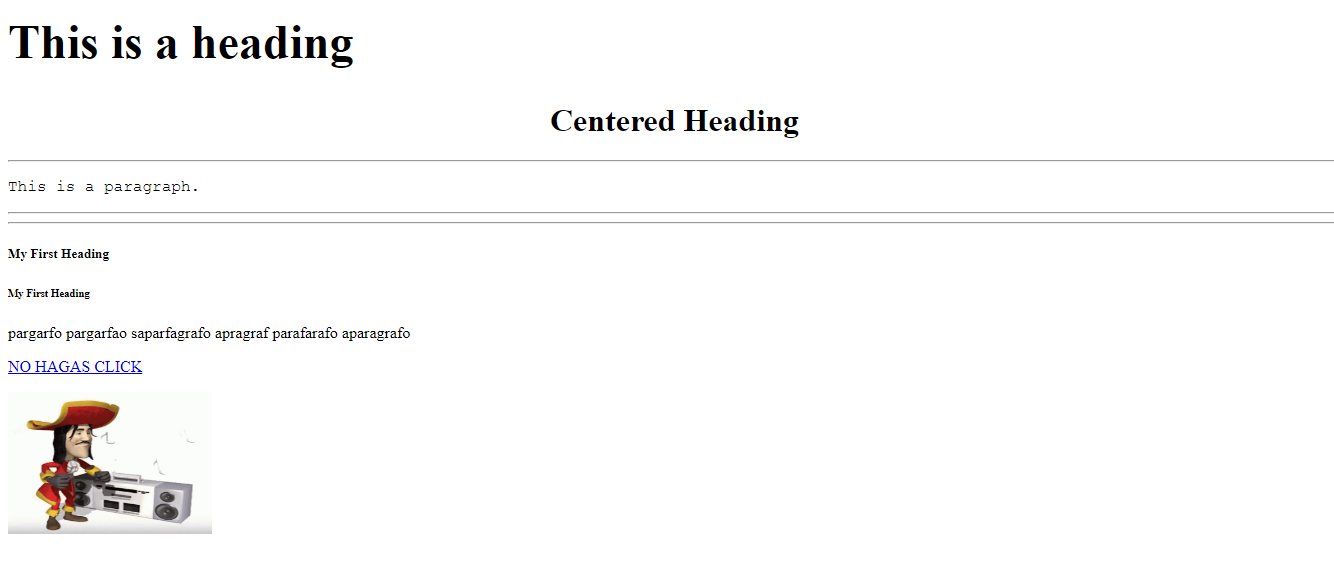 This is a heading
Centered Heading
This is a paragraph.
My First Heading
My First Heading
pargarfo pargarfao saparfagrafo apragraf parafarafo aparagrafo
NO HAGAS CLICK